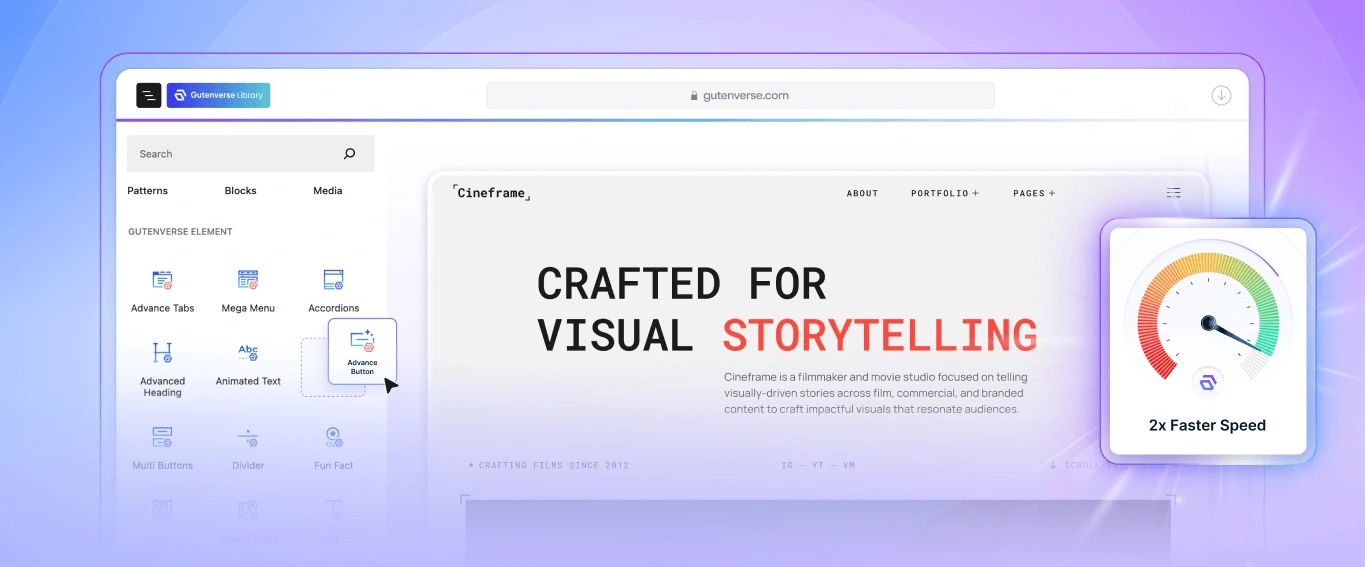 Gutenverse Library
gutenverse.com
Search
Patterns Blocks Media
GUTENVERSE ELEMENT
Advance Tabs
Mega Menu
Accordions
Advanced
Heading
Animated Text
Advance
Button
Multi Buttons
Divider
Fun Fact
Cineframe
ABOUT PORTFOLIO + PAGES +
CRAFTED FOR
VISUAL STORYTELLING
Cineframe is a filmmaker and movie studio focused on telling
visually-driven stories across film, commercial, and branded
content to craft impactful visuals that resonate audiences.
CRAFTING FILMS SINCE 2012
IG — YT — VM
SCROLL
2x Faster Speed